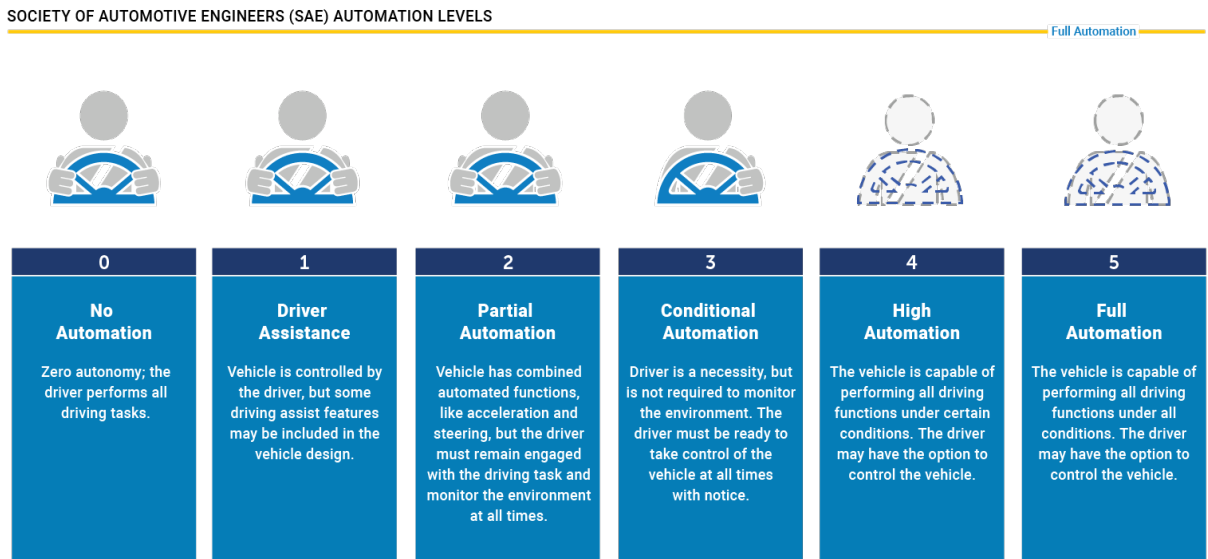 SOCIETY OF AUTOMOTIVE ENGINEERS (SAE) AUTOMATION LEVELS
Full Automation
0
No
Automation
Zero autonomy; the
driver performs all
driving tasks.
1
Driver
Assistance
Vehicle is controlled by
the driver, but some
driving assist features
may be included in the
vehicle design.
2
Partial
Automation
Vehicle has combined
automated functions,
like acceleration and
steering, but the driver
must remain engaged
with the driving task and
monitor the environment
at all times.
3
Conditional
Automation
Driver is a necessity, but
is not required to monitor
the environment. The
driver must be ready to
take control of the
vehicle at all times
with notice.
4
High
Automation
The vehicle is capable of
performing all driving
functions under certain
conditions. The driver
may have the option to
control the vehicle.
5
Full
Automation
The vehicle is capable of
performing all driving
functions under all
conditions. The driver
may have the option to
control the vehicle.